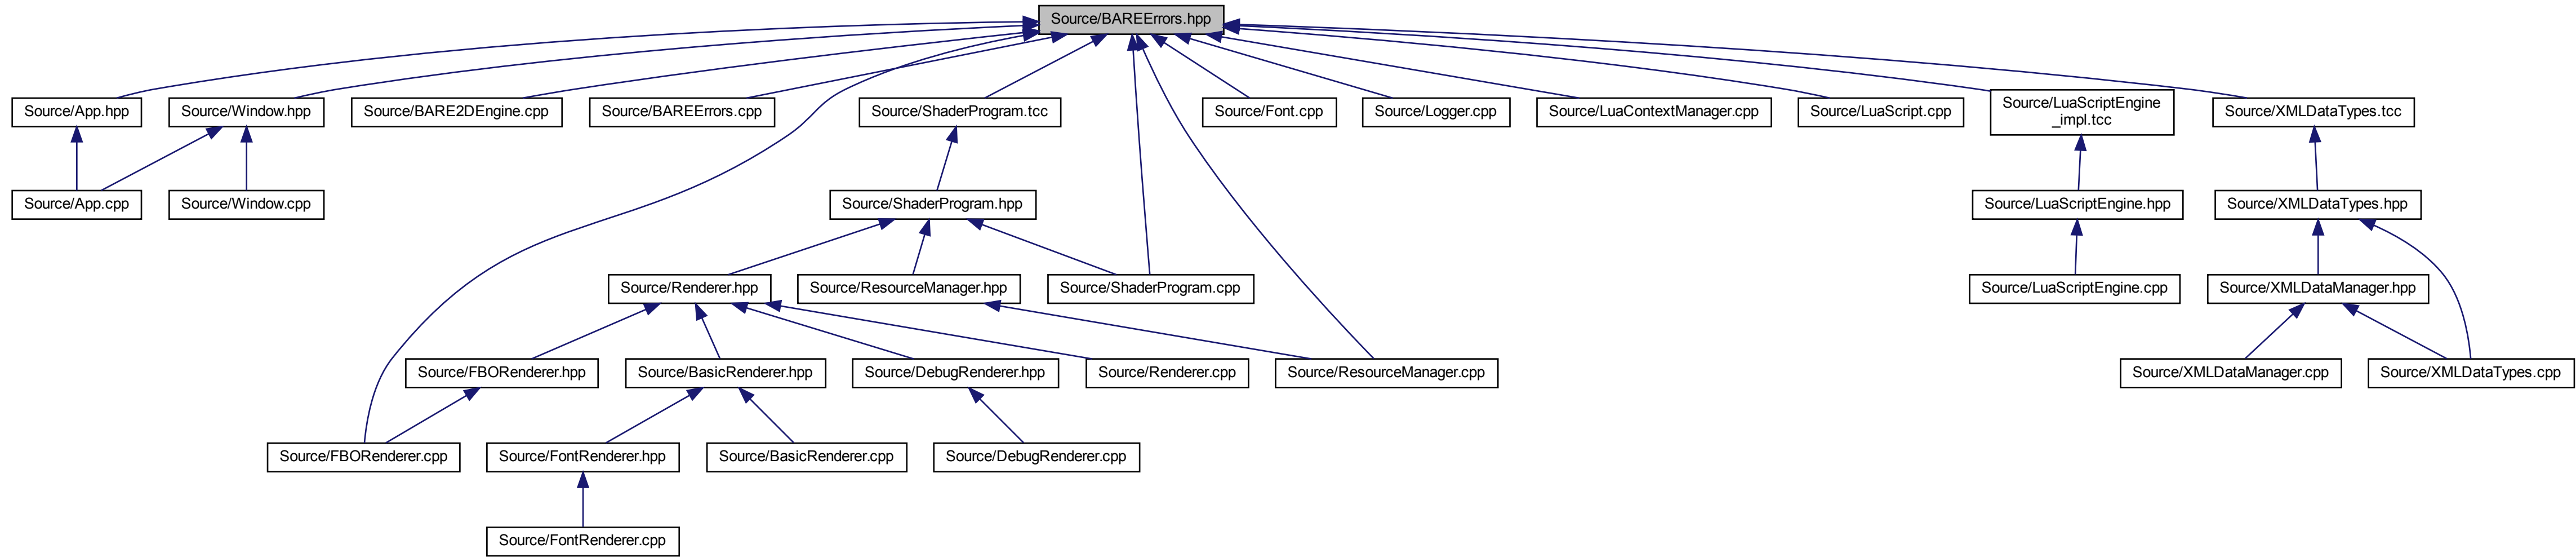 Source/BAREErrors.hpp
Source/App.hpp
Source/Window.hpp
Source/BARE2DEngine.cpp
Source/BAREErrors.cpp
Source/ShaderProgram.tcc
Source/Font.cpp
Source/Logger.cpp
Source/LuaContextManager.cpp
Source/LuaScript.cpp
Source/LuaScriptEngine
_impl.tcc
Source/XMLDataTypes.tcc
Source/App.cpp
Source/Window.cpp
Source/ShaderProgram.hpp
Source/LuaScriptEngine.hpp
Source/XMLDataTypes.hpp
Source/Renderer.hpp
Source/ResourceManager.hpp
Source/ShaderProgram.cpp
Source/LuaScriptEngine.cpp
Source/XMLDataManager.hpp
Source/FBORenderer.hpp
Source/BasicRenderer.hpp
Source/DebugRenderer.hpp
Source/Renderer.cpp
Source/ResourceManager.cpp
Source/XMLDataManager.cpp
Source/XMLDataTypes.cpp
Source/FBORenderer.cpp
Source/FontRenderer.hpp
Source/BasicRenderer.cpp
Source/DebugRenderer.cpp
Source/FontRenderer.cpp